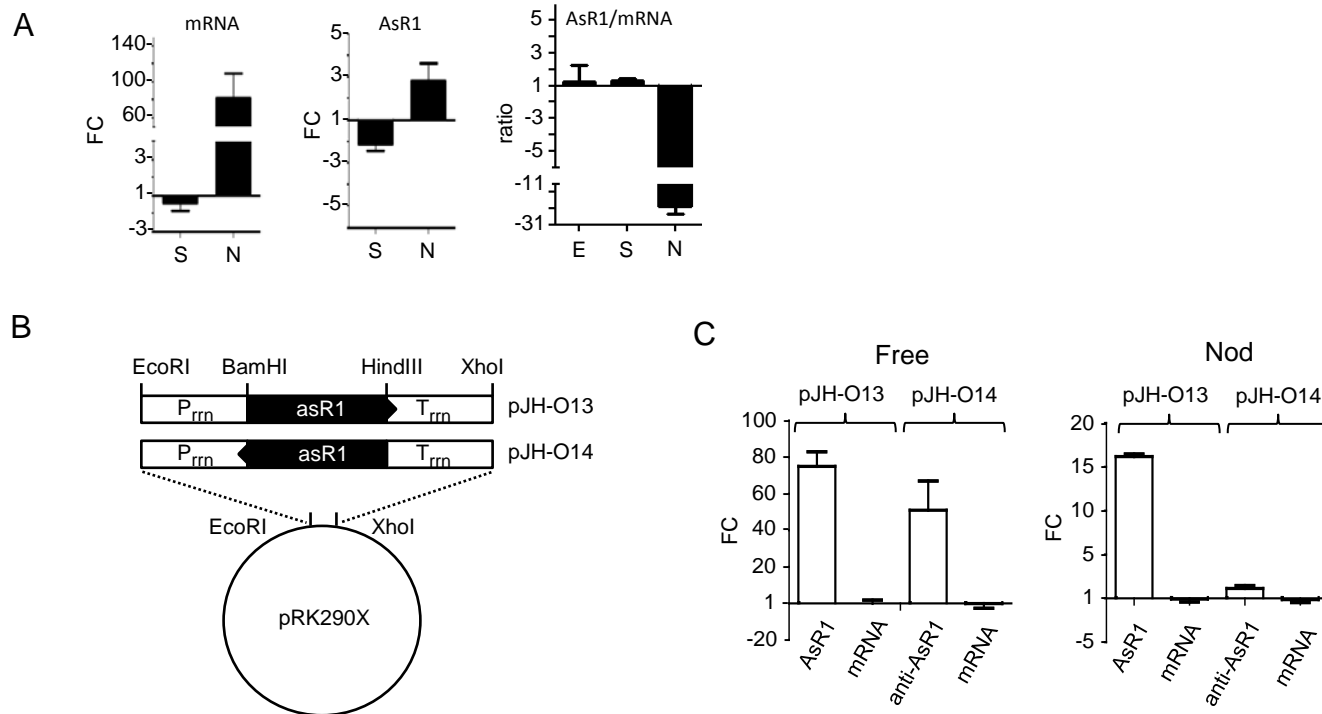 A
mRNA
140
100
60
3
1
-3
FC
S N
AsR1
5
3
1
-3
-5
FC
S N
AsR1/mRNA
5
3
1
-3
-5
-11
-31
ratio
E S N
B
EcoRI BamHI HindIII XhoI
Prrn asR1 Trrn pJH-O13
Prrn asR1 Trrn pJH-O14
EcoRI XhoI
pRK290X
C
Free
pJH-O13 pJH-O14
100
80
60
40
20
1
-20
FC
AsR1 mRNA anti-AsR1 mRNA
Nod
pJH-O13 pJH-O14
20
15
10
5
1
-5
FC
AsR1 mRNA anti-AsR1 mRNA